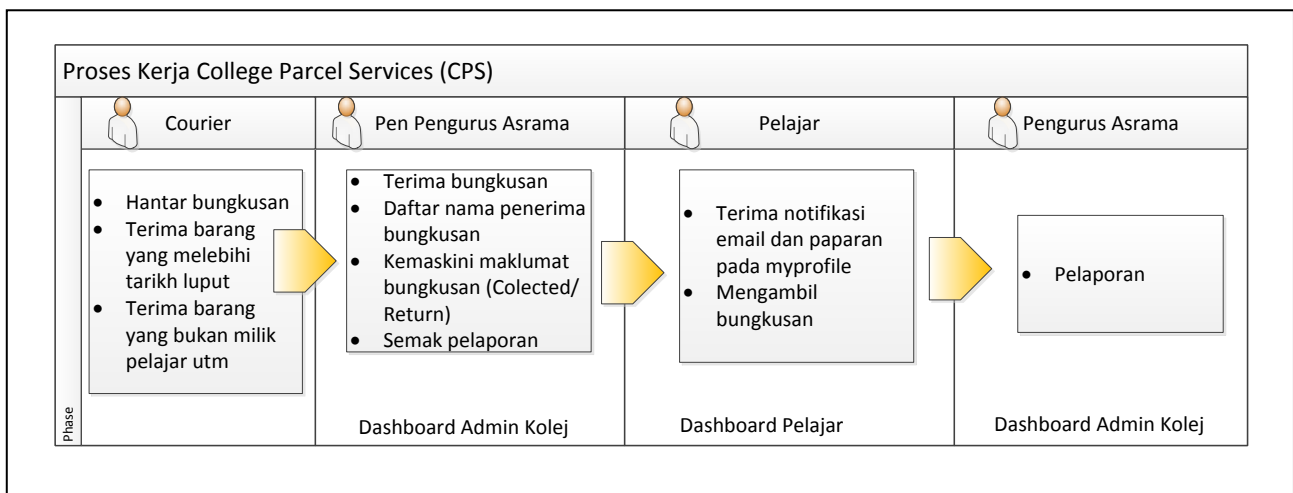 Proses Kerja College Parcel Services (CPS)
Phase
Courier
Pen Pengurus Asrama
Pelajar
Pengurus Asrama
• Hantar bungkusan
• Terima barang
yang melebihi
tarikh luput
• Terima barang
yang bukan milik
pelajar utm
• Terima bungkusan
• Daftar nama penerima
bungkusan
• Kemaskini maklumat
bungkusan (Colected/
Return)
• Semak pelaporan
• Terima notifikasi
email dan paparan
pada myprofile
• Mengambil
bungkusan
• Pelaporan
Dashboard Admin Kolej
Dashboard Pelajar
Dashboard Admin Kolej